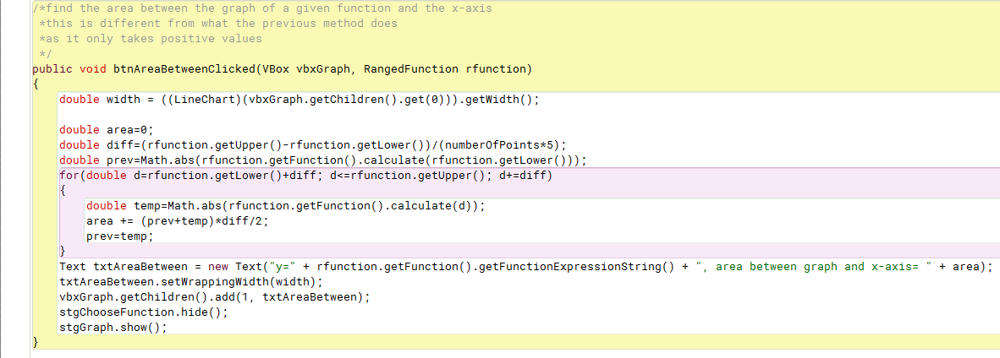 /*find the area between the graph of a given function and the x-axis
*this is different from what the previous method does
*as it only takes positive values
*/
public void btnAreaBetweenClicked(VBox vbxGraph, RangedFunction rfunction)
{
double width = ((LineChart)(vbxGraph.getChildren().get(0))).getWidth();
double area=0;
double diff=(rfunction.getUpper()-rfunction.getLower())/(numberOfPoints*5);
double prev=Math.abs(rfunction.getFunction().calculate(rfunction.getLower()));
for(double d=rfunction.getLower()+diff; d<=rfunction.getUpper(); d+=diff)
{
double temp=Math.abs(rfunction.getFunction().calculate(d));
area += (prev+temp)*diff/2;
prev=temp;
}
Text txtAreaBetween = new Text("y=" + rfunction.getFunction().getFunctionExpressionString() + ", area between graph and x-axis= " + area);
txtAreaBetween.setWrappingWidth(width);
vbxGraph.getChildren().add(1, txtAreaBetween);
stgChooseFunction.hide();
stgGraph.show();
}